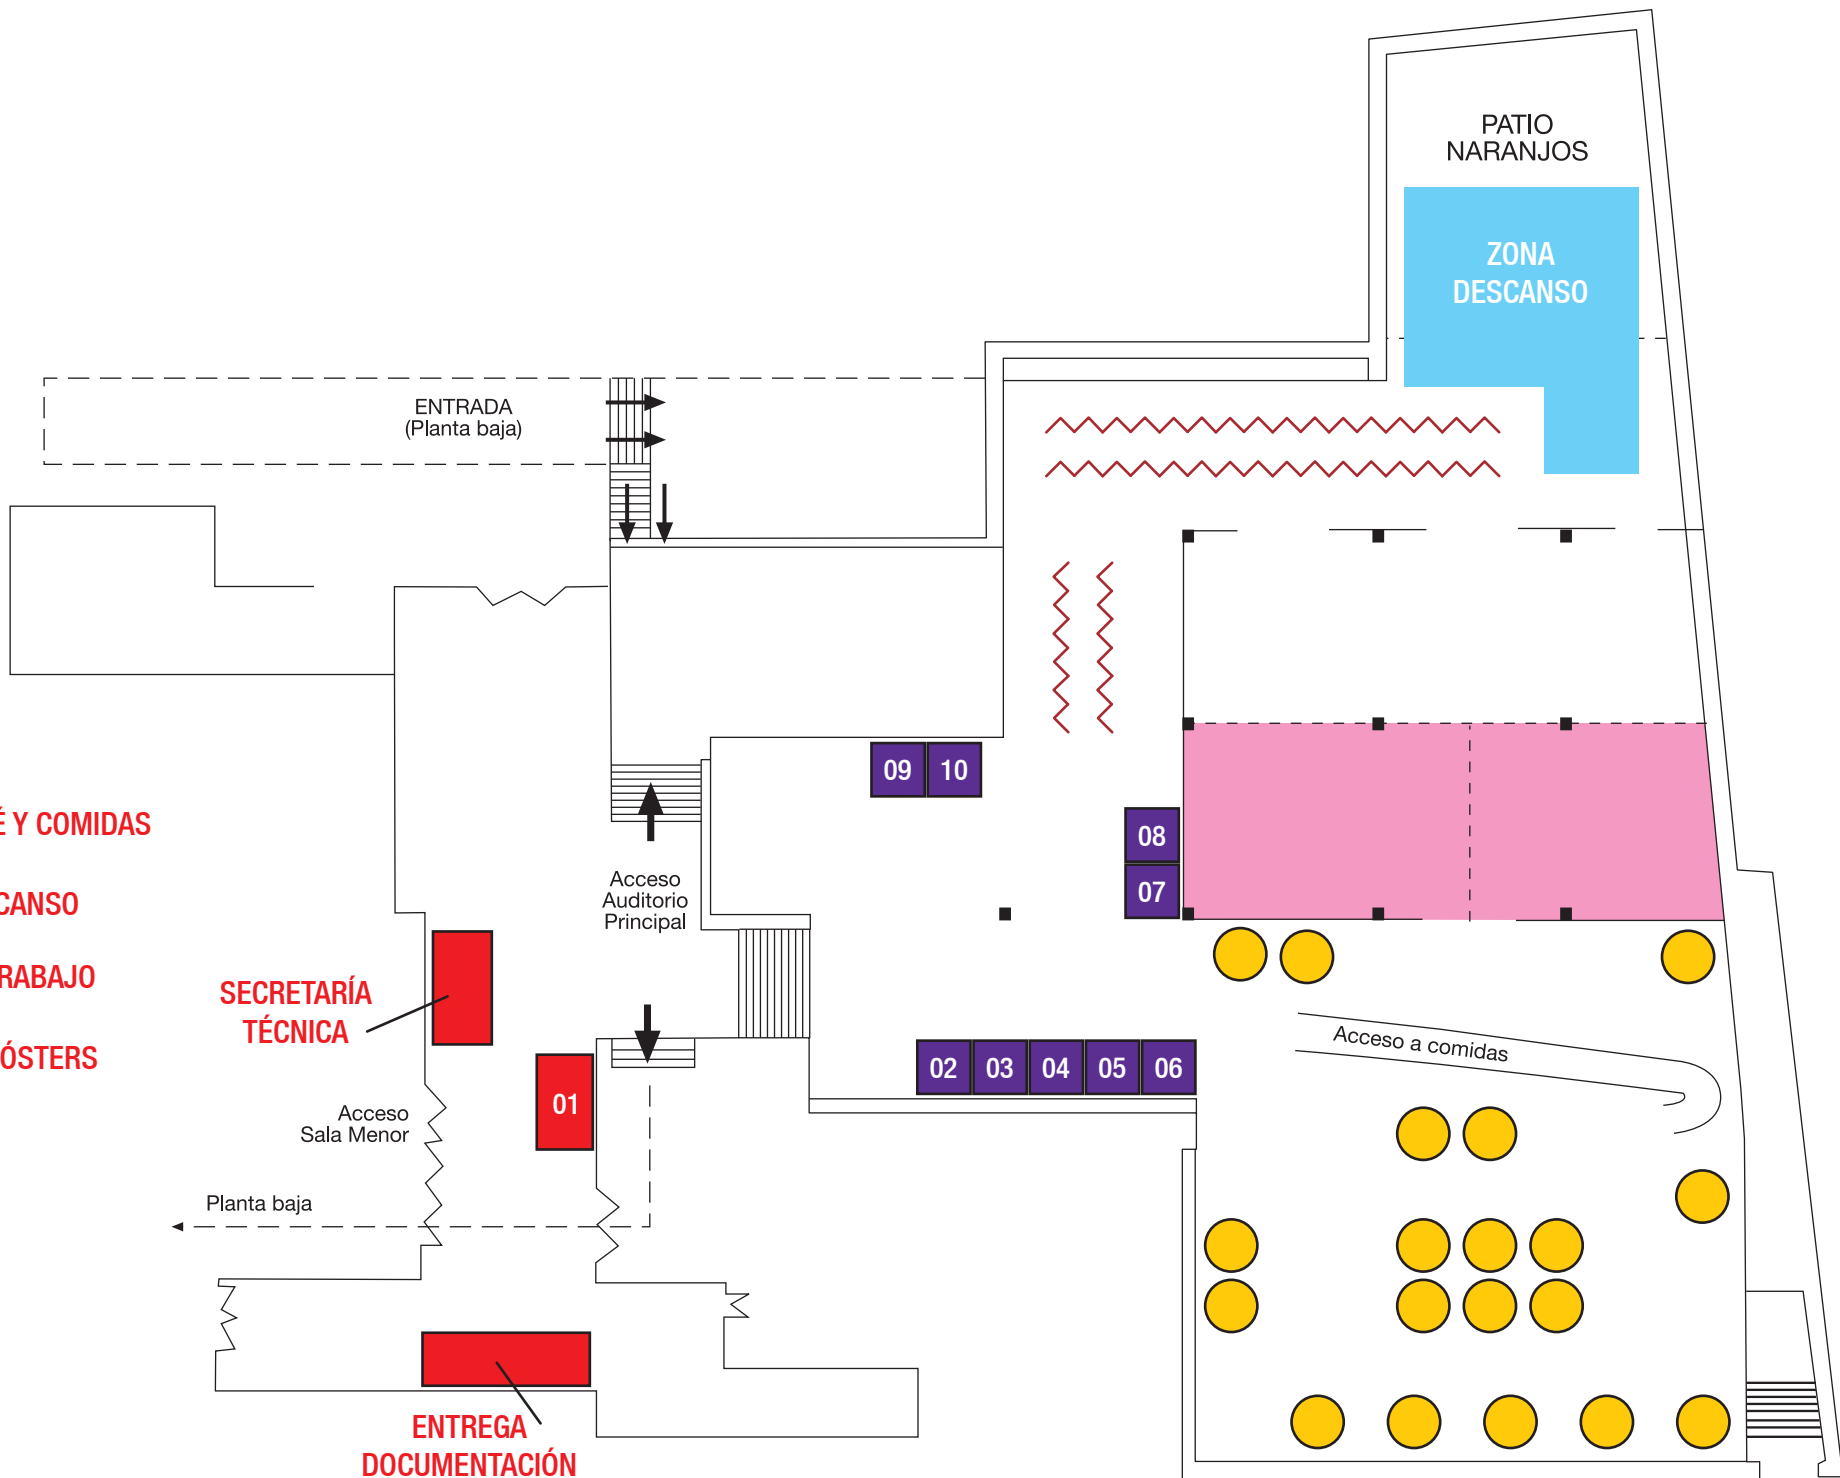 PATIO
NARANJOS
ZONA
DESCANSO
ENTRADA
(Planta baja)
09 10
08
07
Y COMIDAS
Acceso
Auditorio
Principal
SECRETARÍA
TÉCNICA
Acceso a comidas
02 03 04 05 06
01
Acceso
Sala Menor
Planta baja
ENTREGA
DOCUMENTACIÓN